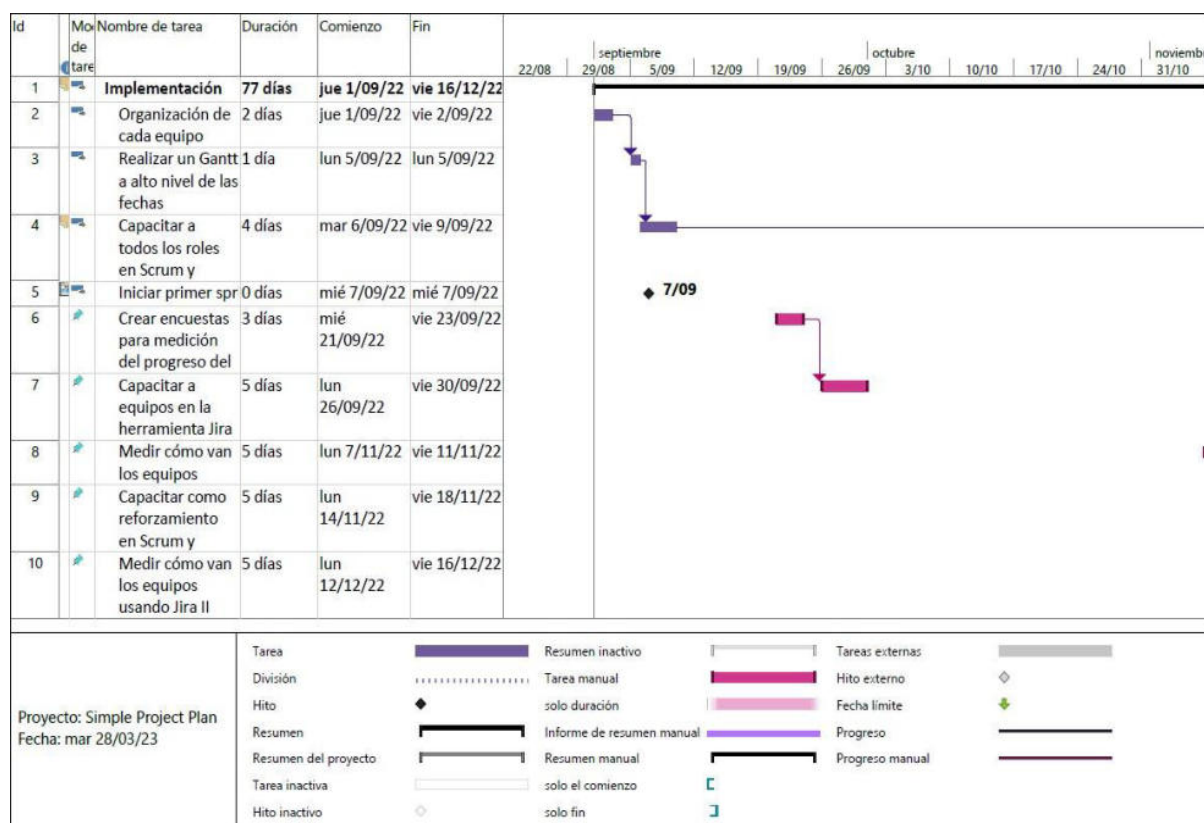 Id
Mo
de
tare
Nombre de tarea
Duración
Comienzo
Fin
septiembre
octubre
noviemb
22/08 29/08 5/09 12/09 19/09 26/09 3/10 10/10 17/10 24/10 31/10
1 Implementación 77 días jue 1/09/22 vie 16/12/22
2 Organización de 2 días jue 1/09/22 vie 2/09/22
cada equipo
3 Realizar un Gantt 1 día lun 5/09/22 lun 5/09/22
a alto nivel de las
fechas
4 Capacitar a 4 días mar 6/09/22 vie 9/09/22
todos los roles
en Scrum y
5 Iniciar primer spr 0 días mié 7/09/22 mié 7/09/22 7/09
6 Crear encuestas 3 días mié vie 23/09/22
para medición 21/09/22
del progreso del
7 Capacitar a 5 días lun vie 30/09/22
equipos en la 26/09/22
herramienta Jira
8 Medir cómo van 5 días lun 7/11/22 vie 11/11/22
los equipos
9 Capacitar como 5 días lun vie 18/11/22
reforzamiento 14/11/22
en Scrum y
10 Medir cómo van 5 días lun vie 16/12/22
los equipos 12/12/22
usando Jira II
Proyecto: Simple Project Plan
Fecha: mar 28/03/23
Tarea
División
Hito
Resumen
Resumen del proyecto
Tarea inactiva
Hito inactivo
Resumen inactivo
Tarea manual
solo duración
Informe de resumen manual
Resumen manual
solo el comienzo
solo fin
Tareas externas
Hito externo
Fecha límite
Progreso
Progreso manual